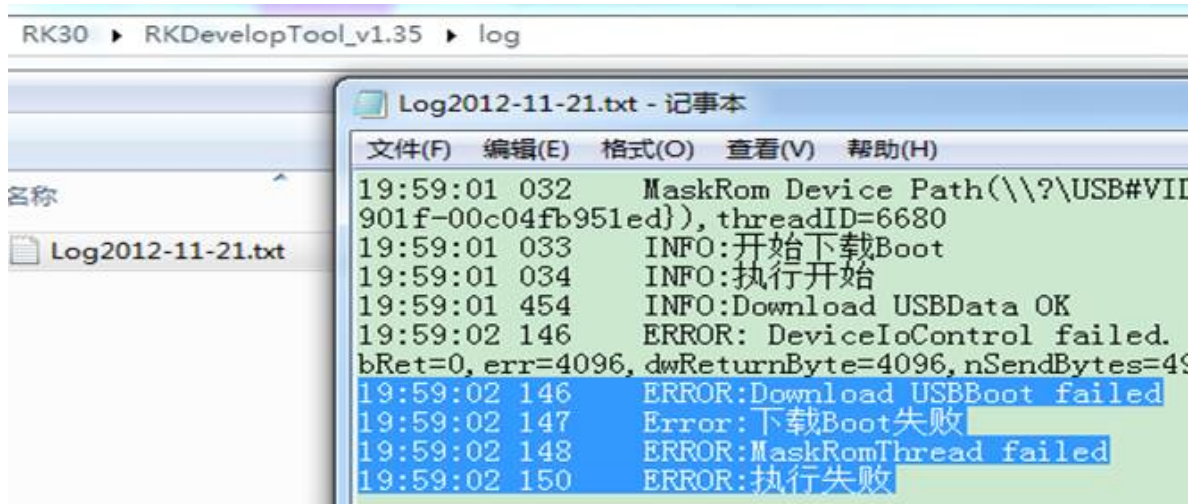 RK30 ▸ RKDevelopTool_v1.35 ▸ log
Log2012-11-21.txt - 记事本
文件(F) 编辑(E) 格式(O) 查看(V) 帮助(H)
名称
Log2012-11-21.txt
19:59:01 032 MaskRom Device Path(\\?\USB#VID
901f-00c04fb951ed}),threadID=6680
19:59:01 033 INFO:开始下载Boot
19:59:01 034 INFO:执行开始
19:59:01 454 INFO:Download USBData OK
19:59:02 146 ERROR: DeviceIoControl failed.
bRet=0,err=4096,dwReturnByte=4096,nSendBytes=49
19:59:02 146 ERROR:Download USBBoot failed
19:59:02 147 Error:下载Boot失败
19:59:02 148 ERROR:MaskRomThread failed
19:59:02 150 ERROR:执行失败